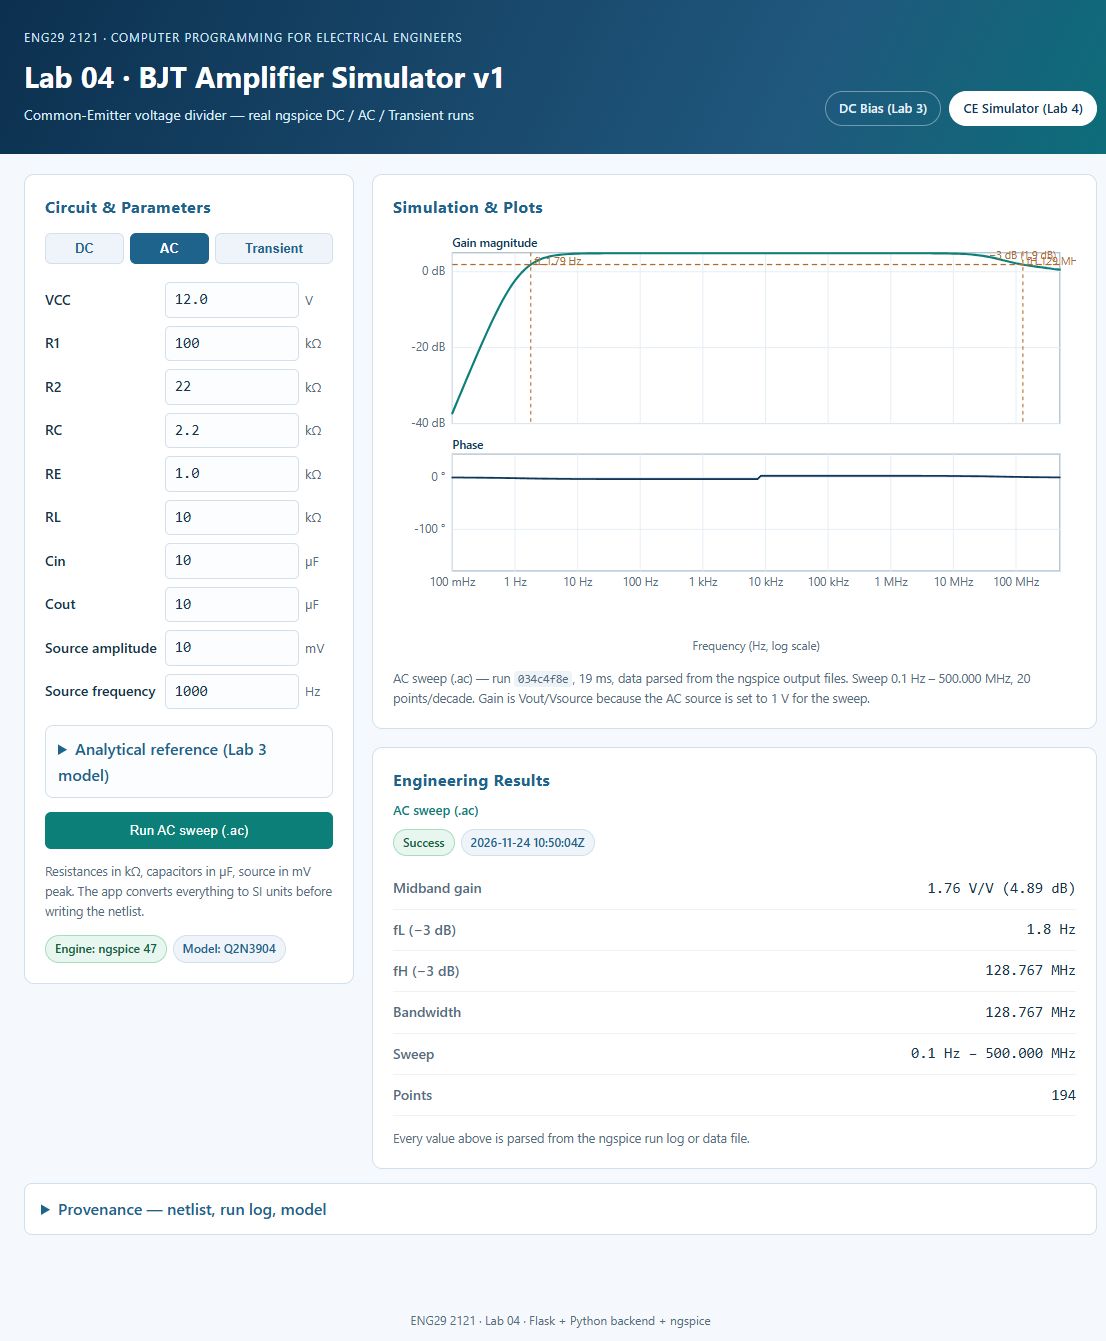 ENG29 2121 · COMPUTER PROGRAMMING FOR ELECTRICAL ENGINEERS
Lab 04 · BJT Amplifier Simulator v1
Common-Emitter voltage divider — real ngspice DC / AC / Transient runs
DC Bias (Lab 3)
CE Simulator (Lab 4)
Circuit & Parameters
DC
AC
Transient
VCC 12.0 V
R1 100 kΩ
R2 22 kΩ
RC 2.2 kΩ
RE 1.0 kΩ
RL 10 kΩ
Cin 10 µF
Cout 10 µF
Source amplitude 10 mV
Source frequency 1000 Hz
▶ Analytical reference (Lab 3
model)
Run AC sweep (.ac)
Resistances in kΩ, capacitors in µF, source in mV
peak. The app converts everything to SI units before
writing the netlist.
Engine: ngspice 47
Model: Q2N3904
Simulation & Plots
Gain magnitude
−3 dB (1.9 dB)
fL 1.79 Hz
fH 129 MH
0 dB
-20 dB
-40 dB
Phase
0 °
-100 °
100 mHz 1 Hz 10 Hz 100 Hz 1 kHz 10 kHz 100 kHz 1 MHz 10 MHz 100 MHz
Frequency (Hz, log scale)
AC sweep (.ac) — run 034c4f8e , 19 ms, data parsed from the ngspice output files. Sweep 0.1 Hz – 500.000 MHz, 20
points/decade. Gain is Vout/Vsource because the AC source is set to 1 V for the sweep.
Engineering Results
AC sweep (.ac)
Success
2026-11-24 10:50:04Z
Midband gain 1.76 V/V (4.89 dB)
fL (−3 dB) 1.8 Hz
fH (−3 dB) 128.767 MHz
Bandwidth 128.767 MHz
Sweep 0.1 Hz – 500.000 MHz
Points 194
Every value above is parsed from the ngspice run log or data file.
▶ Provenance — netlist, run log, model
ENG29 2121 · Lab 04 · Flask + Python backend + ngspice